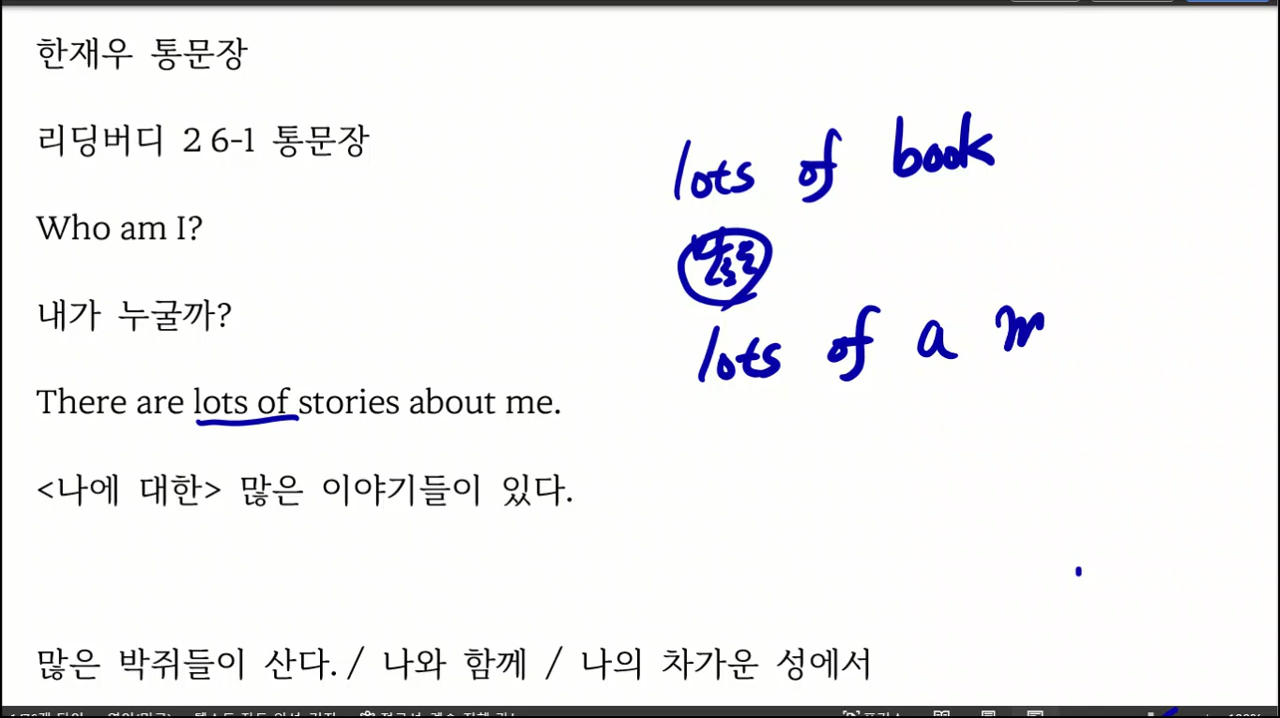 한재우 통문장
리딩버디 2 6-1 통문장
Who am I?
내가 누굴까?
There are lots of stories about me.
<나에 대한> 많은 이야기들이 있다.
많은 박쥐들이 산다. / 나와 함께 / 나의 차가운 성에서
lots of book
lots of a m